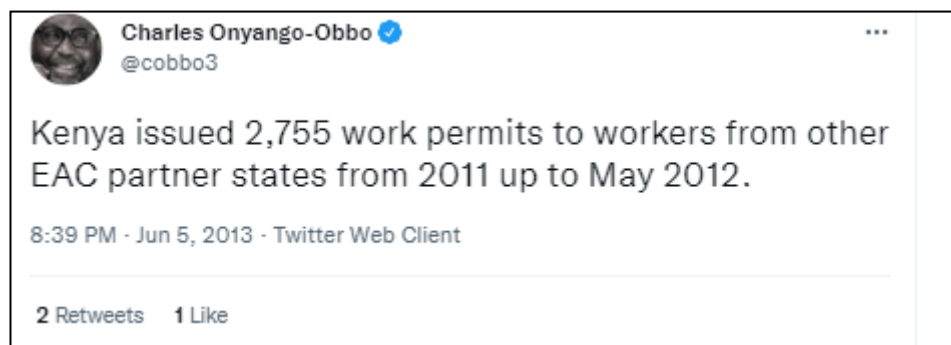 Charles Onyango-Obbo
@cobbo3
Kenya issued 2,755 work permits to workers from other
EAC partner states from 2011 up to May 2012.
8:39 PM · Jun 5, 2013 · Twitter Web Client
2 Retweets 1 Like